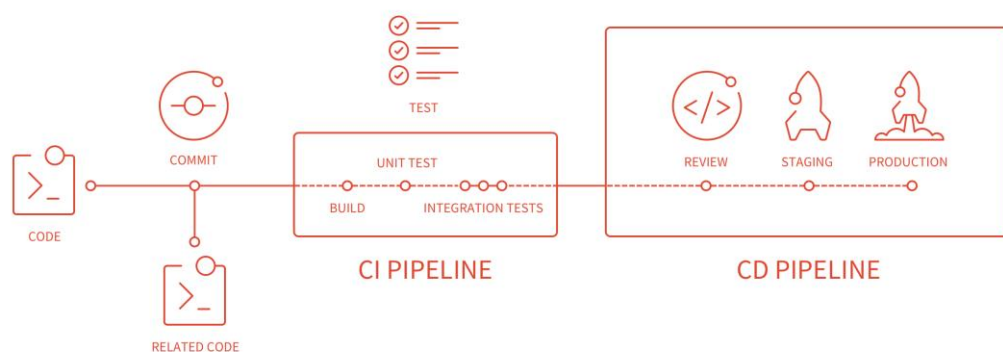 TEST
COMMIT
UNIT TEST
REVIEW
STAGING
PRODUCTION
BUILD
INTEGRATION TESTS
CODE
CI PIPELINE
CD PIPELINE
RELATED CODE